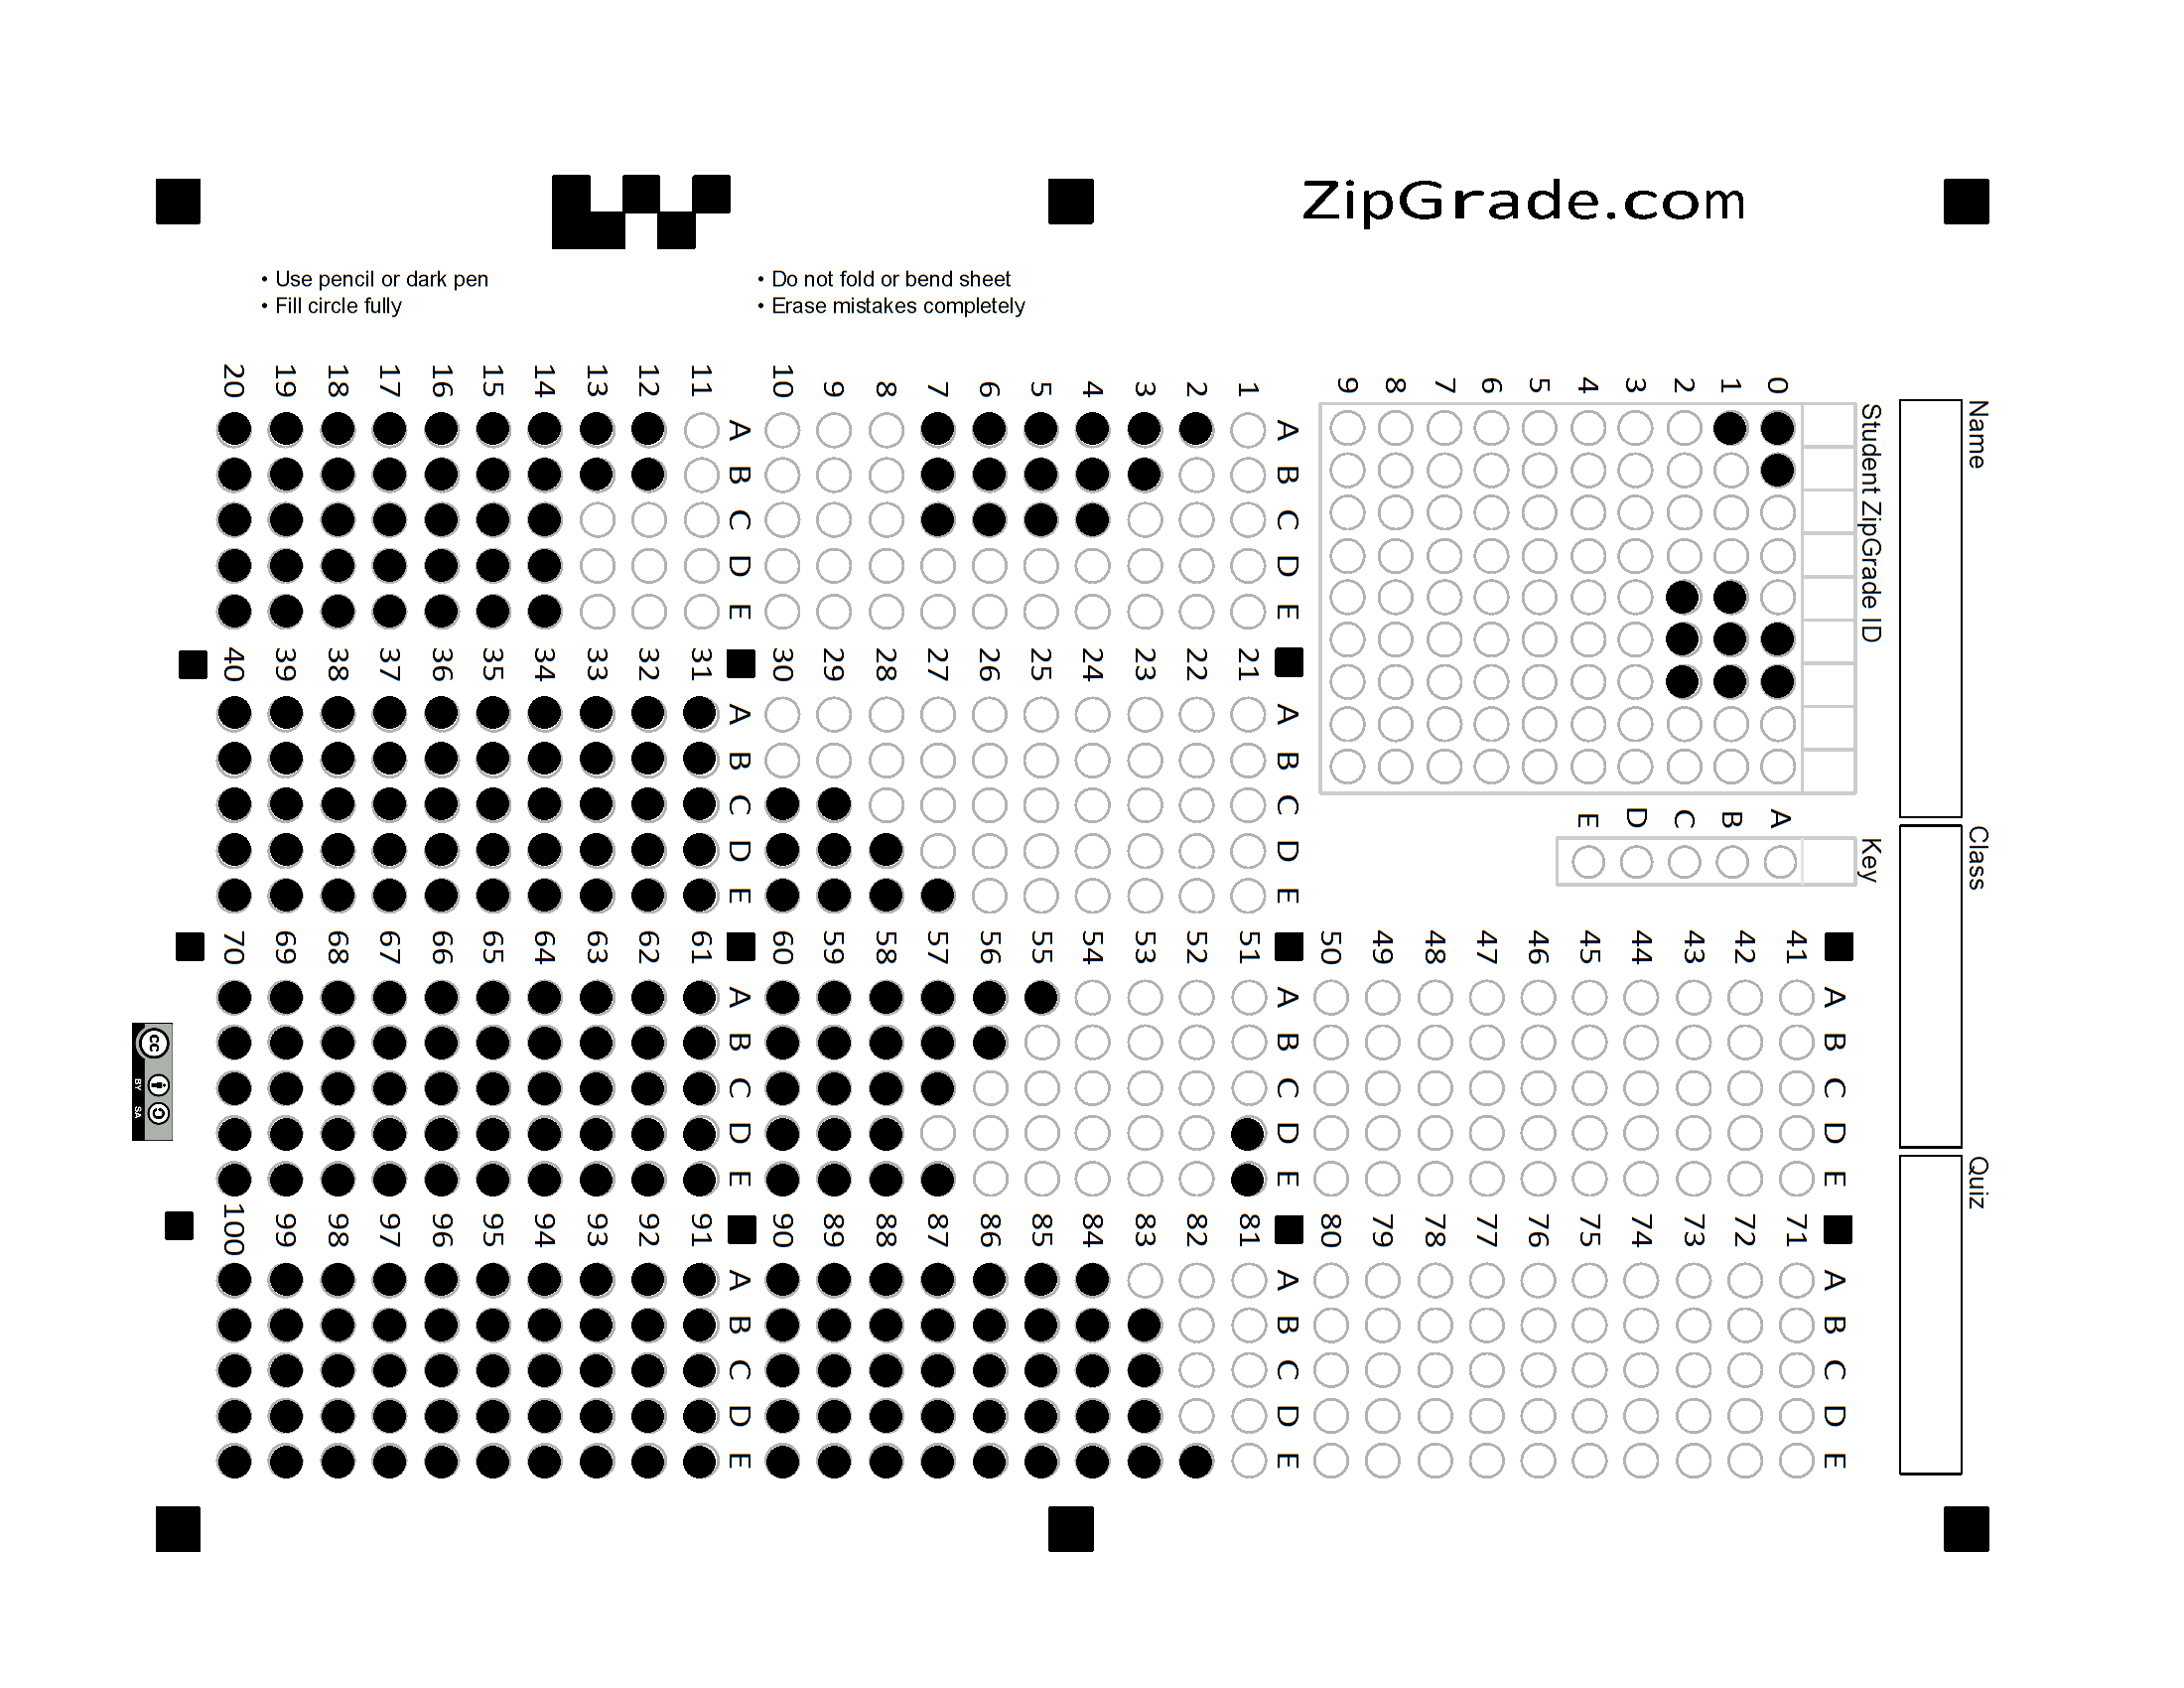 ZipGrade.com
• Use pencil or dark pen
• Fill circle fully
• Do not fold or bend sheet
• Erase mistakes completely
Name
Class
Quiz
Student ZipGrade ID
0 1 2 3 4 5 6 7 8 9
Key
A B C D E
A B C D E
1 2 3 4 5 6 7 8 9 10
A B C D E
11 12 13 14 15 16 17 18 19 20
A B C D E
21 22 23 24 25 26 27 28 29 30
A B C D E
31 32 33 34 35 36 37 38 39 40
A B C D E
41 42 43 44 45 46 47 48 49 50
A B C D E
51 52 53 54 55 56 57 58 59 60
A B C D E
61 62 63 64 65 66 67 68 69 70
A B C D E
71 72 73 74 75 76 77 78 79 80
A B C D E
81 82 83 84 85 86 87 88 89 90
A B C D E
91 92 93 94 95 96 97 98 99 100
cc
BY SA